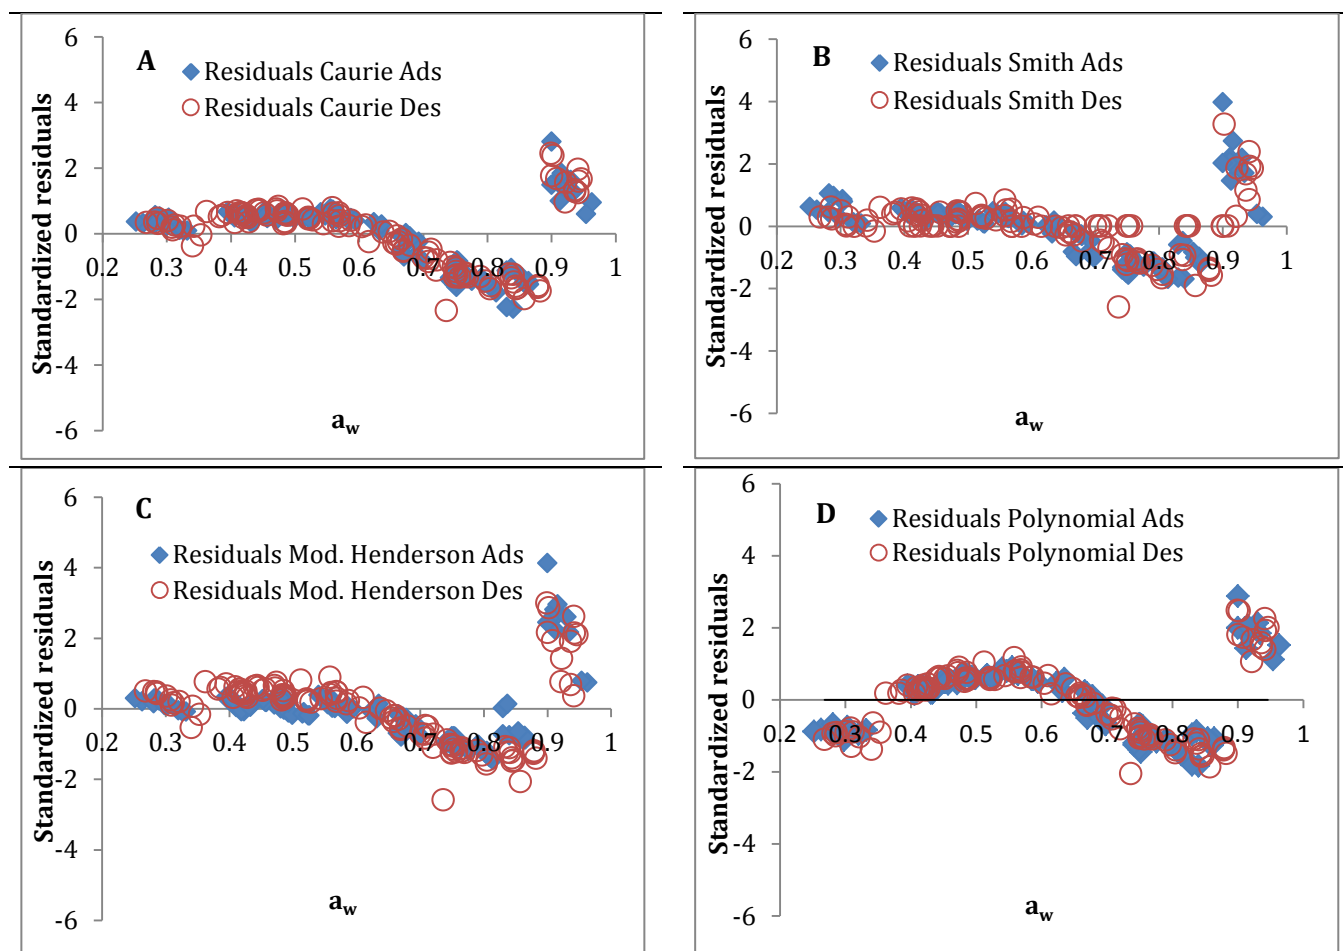 A
Residuals Caurie Ads
Residuals Caurie Des
Standardized residuals
6
4
2
0
-2
-4
-6
0.2 0.3 0.4 0.5 0.6 0.7 0.8 0.9 1
aw
B
Residuals Smith Ads
Residuals Smith Des
Standardized residuals
6
4
2
0
-2
-4
-6
0.2 0.3 0.4 0.5 0.6 0.7 0.8 0.9 1
aw
C
Residuals Mod. Henderson Ads
Residuals Mod. Henderson Des
Standardized residuals
6
4
2
0
-2
-4
-6
0.2 0.3 0.4 0.5 0.6 0.7 0.8 0.9 1
aw
D
Residuals Polynomial Ads
Residuals Polynomial Des
Standardized residuals
6
4
2
0
-2
-4
-6
0.2 0.3 0.4 0.5 0.6 0.7 0.8 0.9 1
aw